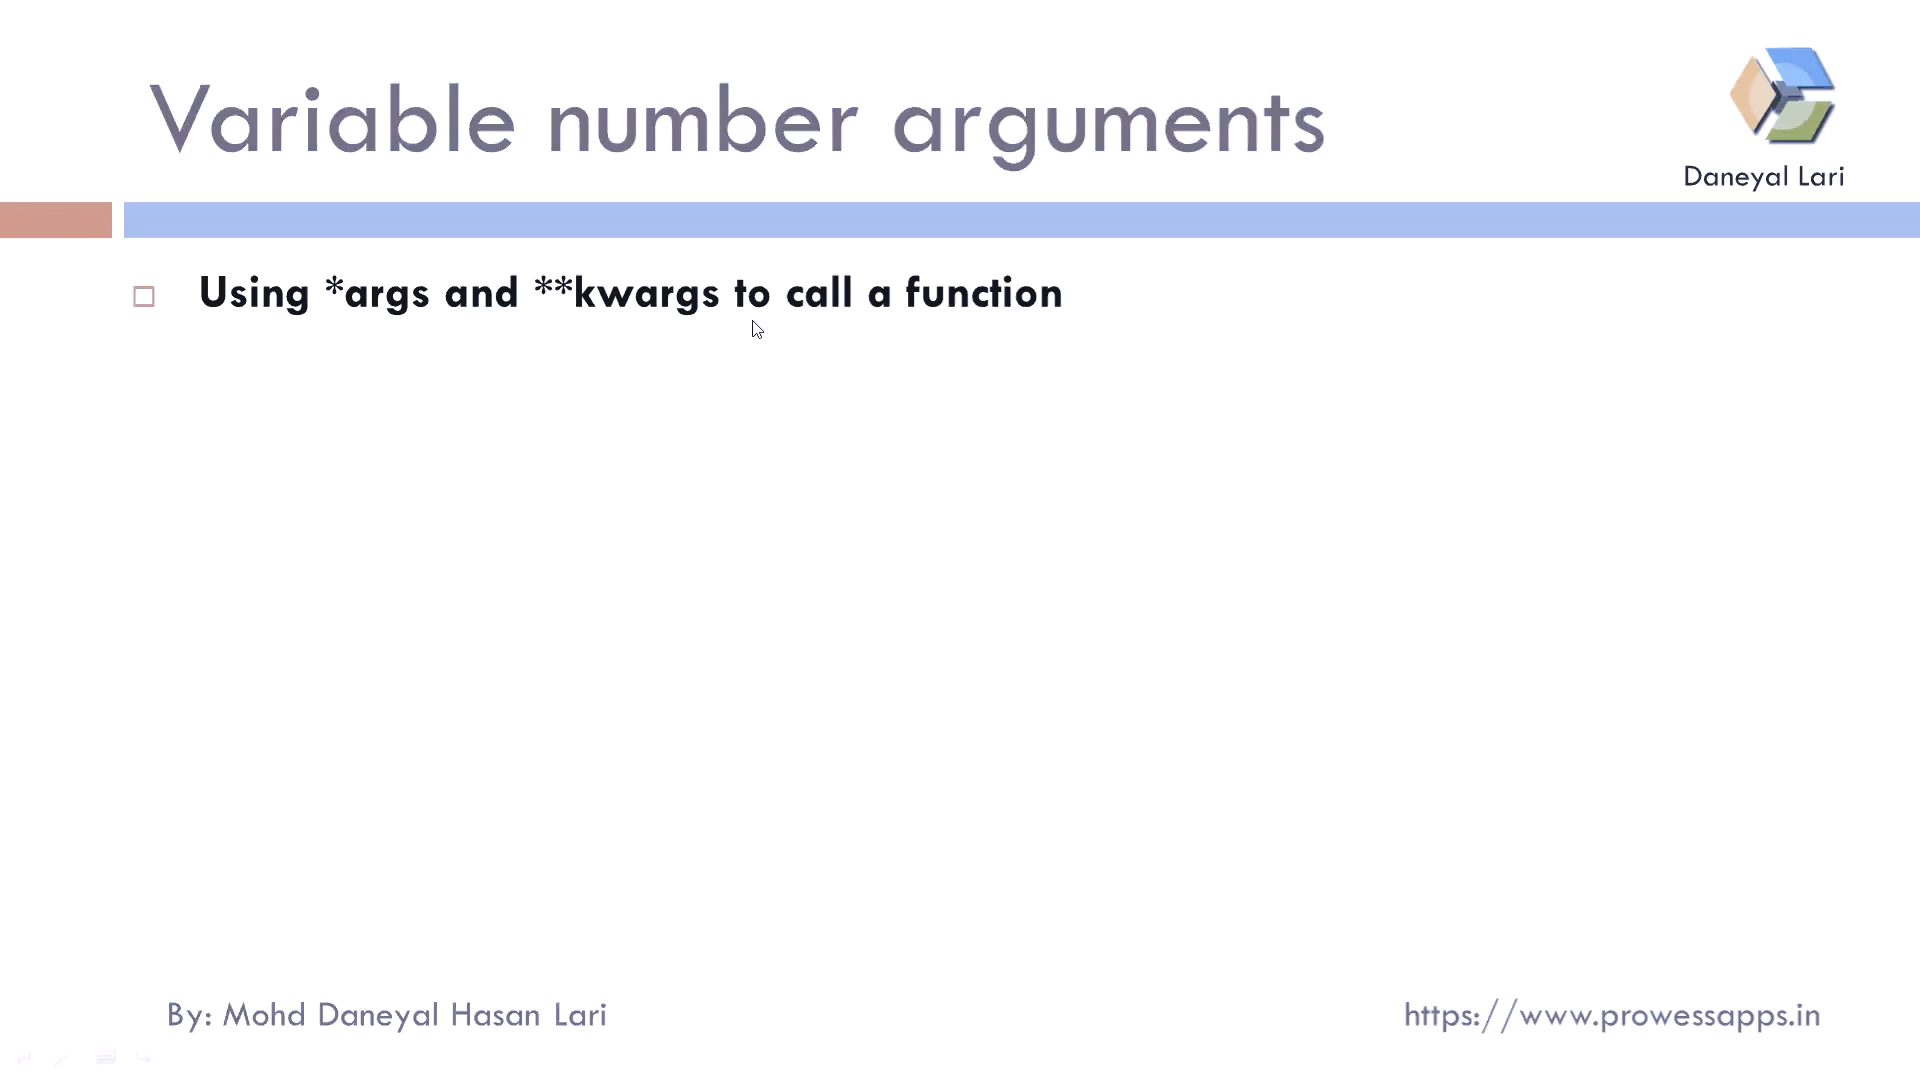 Variable number arguments
Daneyal Lari
Using *args and **kwargs to call a function
By: Mohd Daneyal Hasan Lari
https://www.prowessapps.in